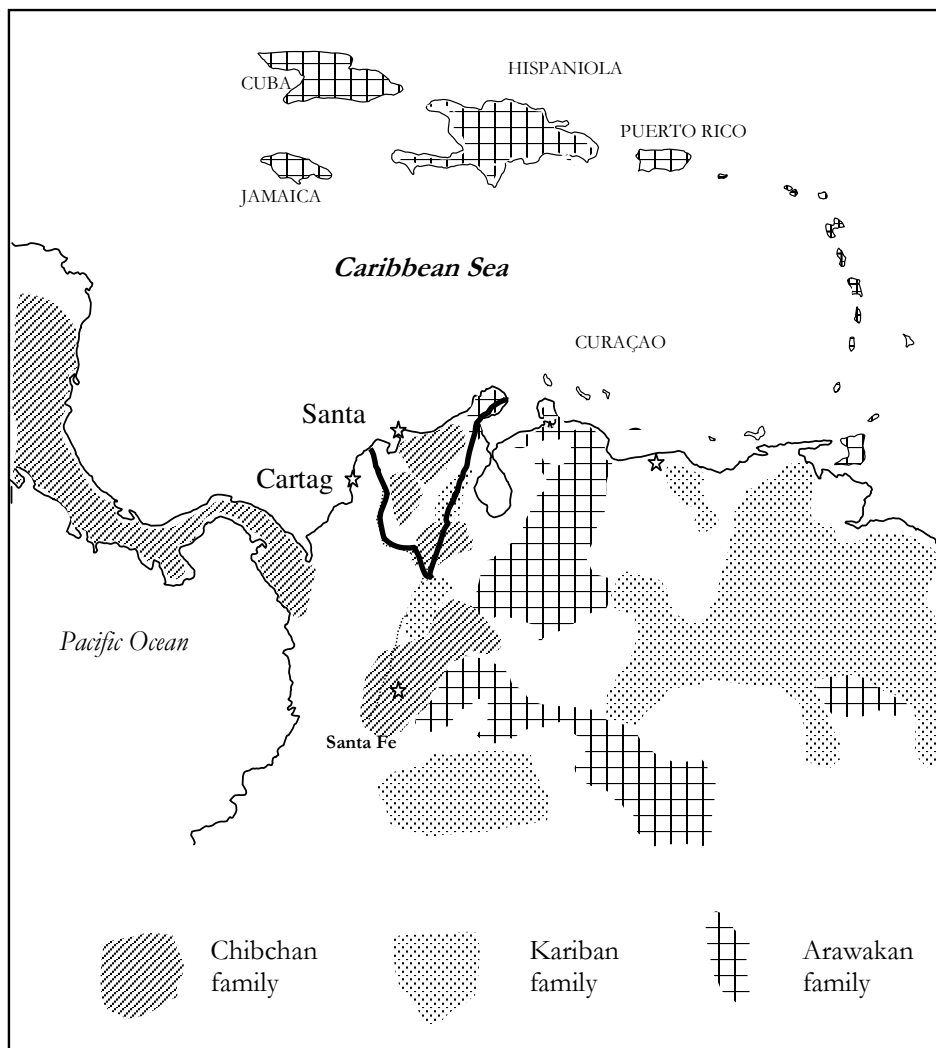 HISPANIOLA
CUBA
PUERTO RICO
JAMAICA
Caribbean Sea
CURAÇAO
Santa
Cartag
Pacific Ocean
Santa Fe
Chibchan
family
Kariban
family
Arawakan
family